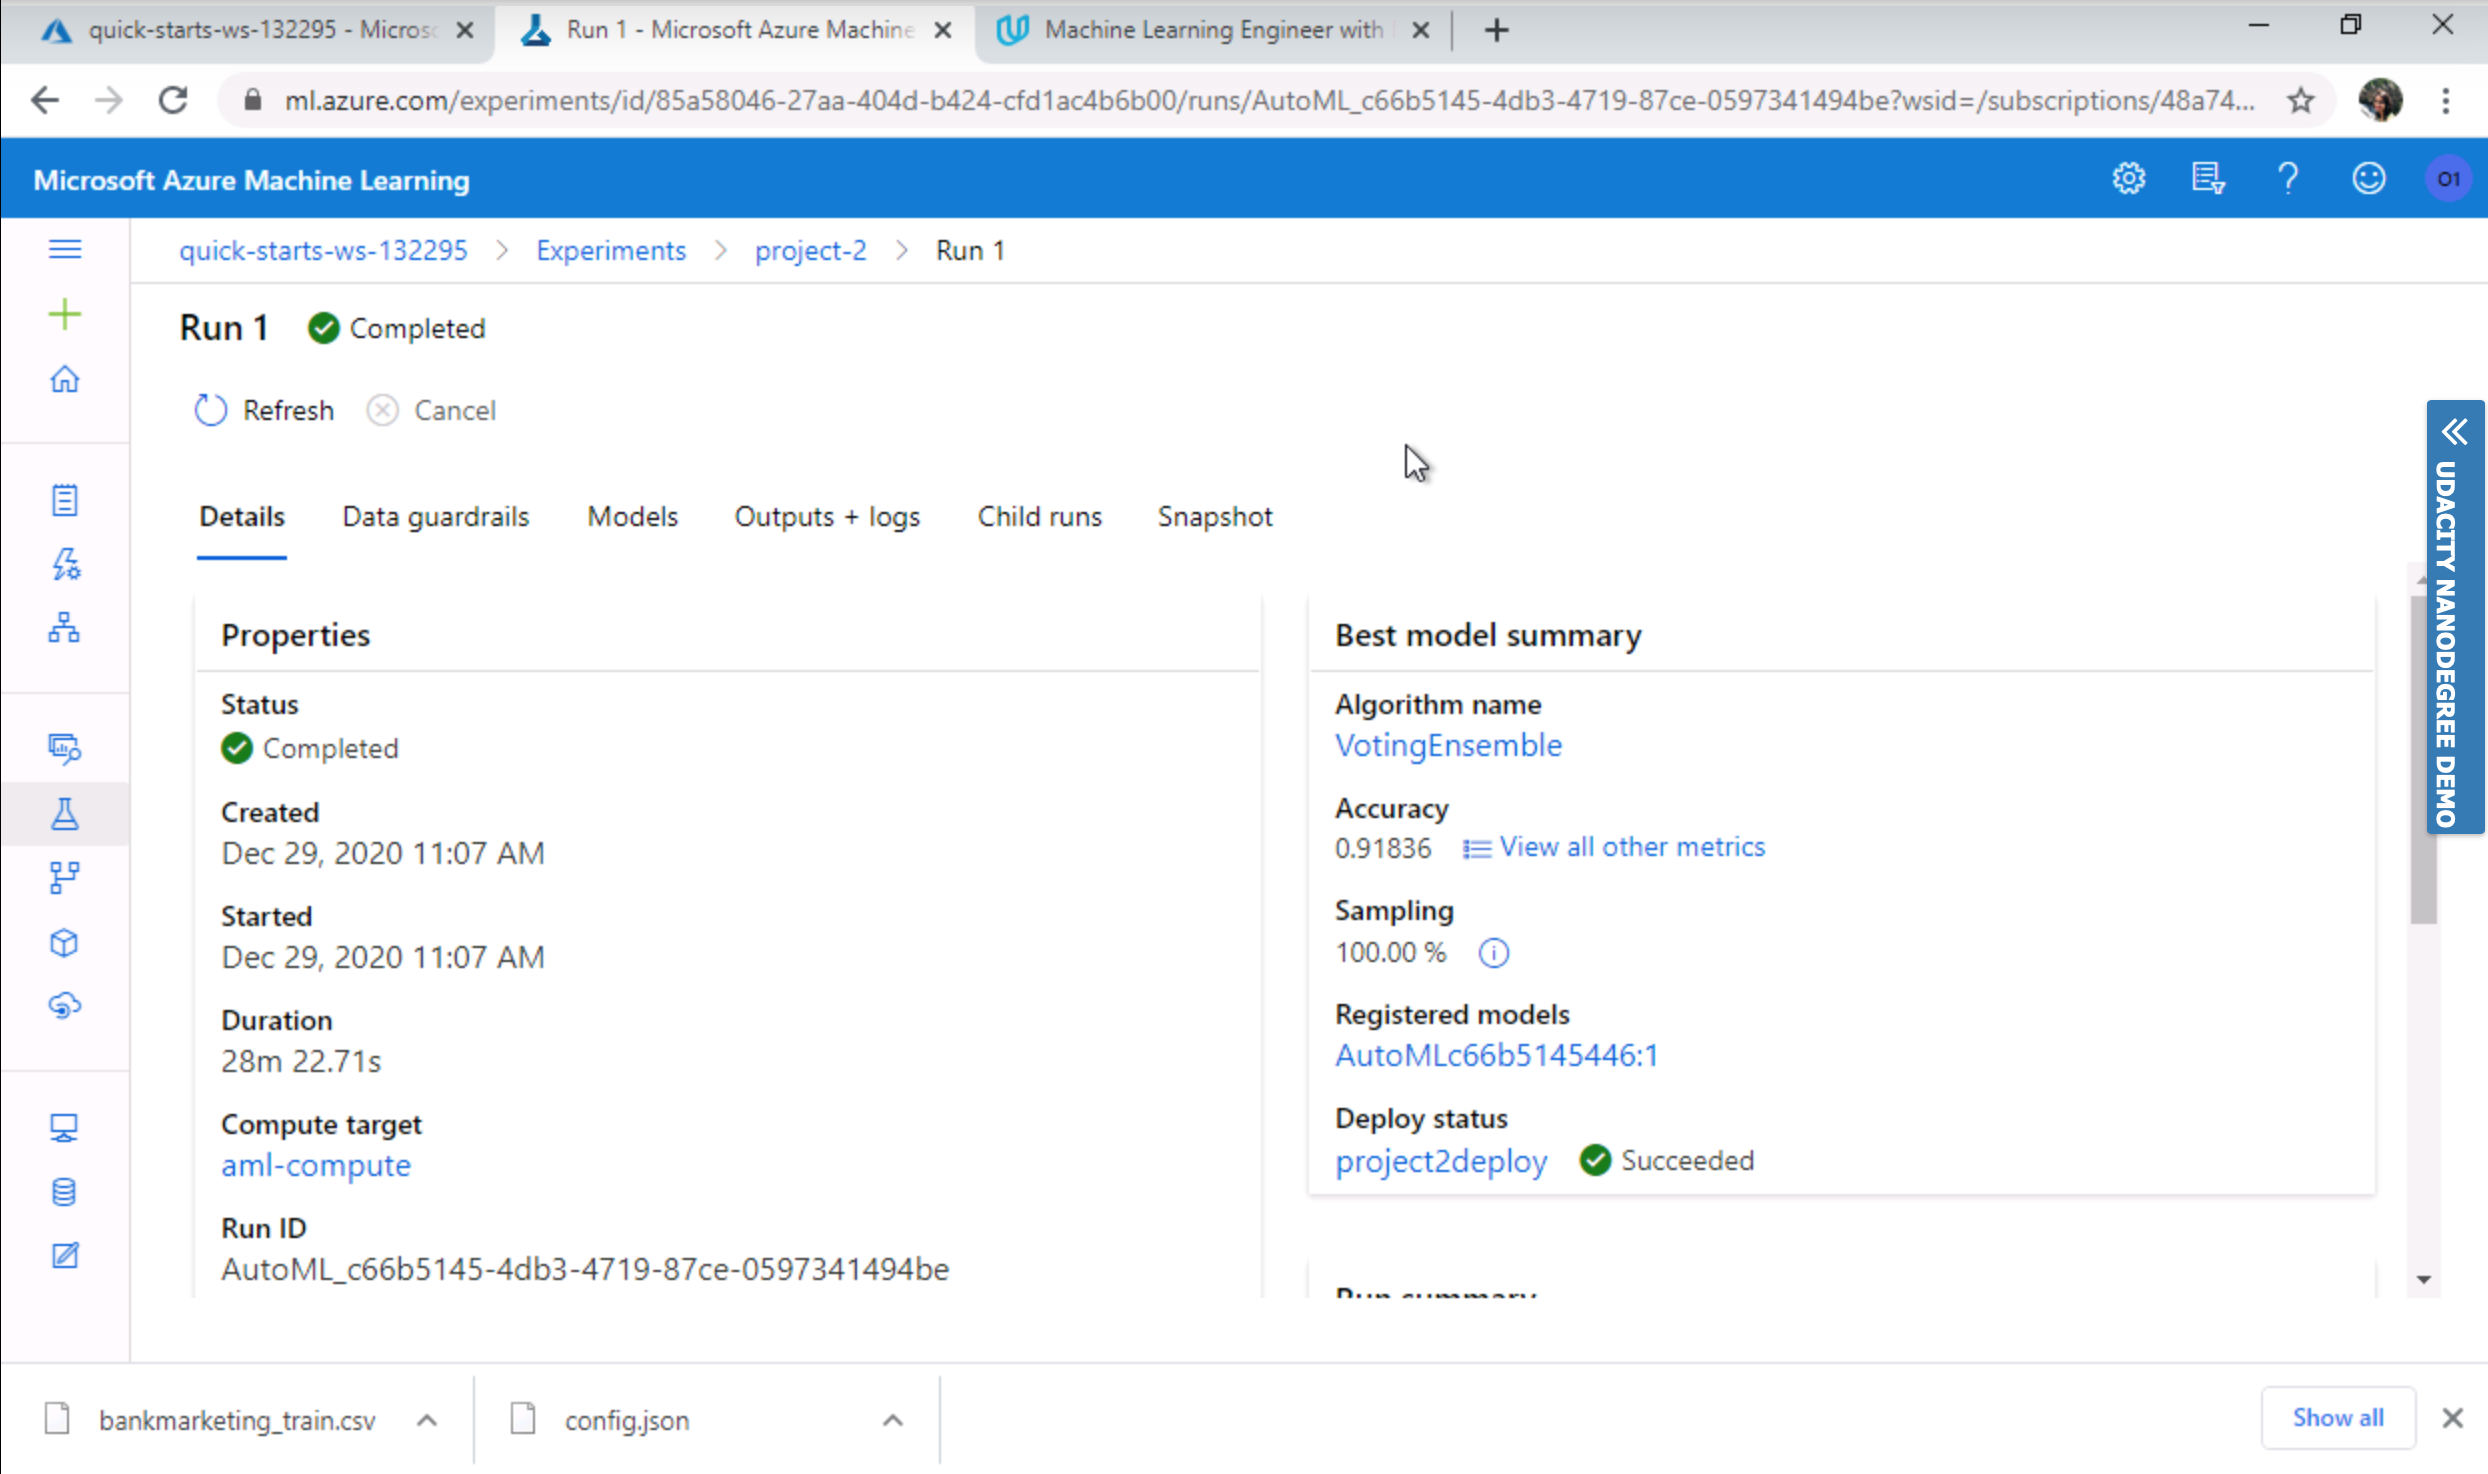 quick-starts-ws-132295 - Micros
Run 1 - Microsoft Azure Machine
Machine Learning Engineer with
ml.azure.com/experiments/id/85a58046-27aa-404d-b424-cfd1ac4b6b00/runs/AutoML_c66b5145-4db3-4719-87ce-0597341494be?wsid=/subscriptions/48a74...
Microsoft Azure Machine Learning
01
quick-starts-ws-132295 > Experiments > project-2 > Run 1
Run 1 Completed
Refresh Cancel
Details Data guardrails Models Outputs + logs Child runs Snapshot
Properties
Status
Completed
Created
Dec 29, 2020 11:07 AM
Started
Dec 29, 2020 11:07 AM
Duration
28m 22.71s
Compute target
aml-compute
Run ID
AutoML_c66b5145-4db3-4719-87ce-0597341494be
Best model summary
Algorithm name
VotingEnsemble
Accuracy
0.91836 View all other metrics
Sampling
100.00 %
Registered models
AutoMLc66b5145446:1
Deploy status
project2deploy Succeeded
Run summary
UDACITY NANODEGREE DEMO
bankmarketing_train.csv
config.json
Show all